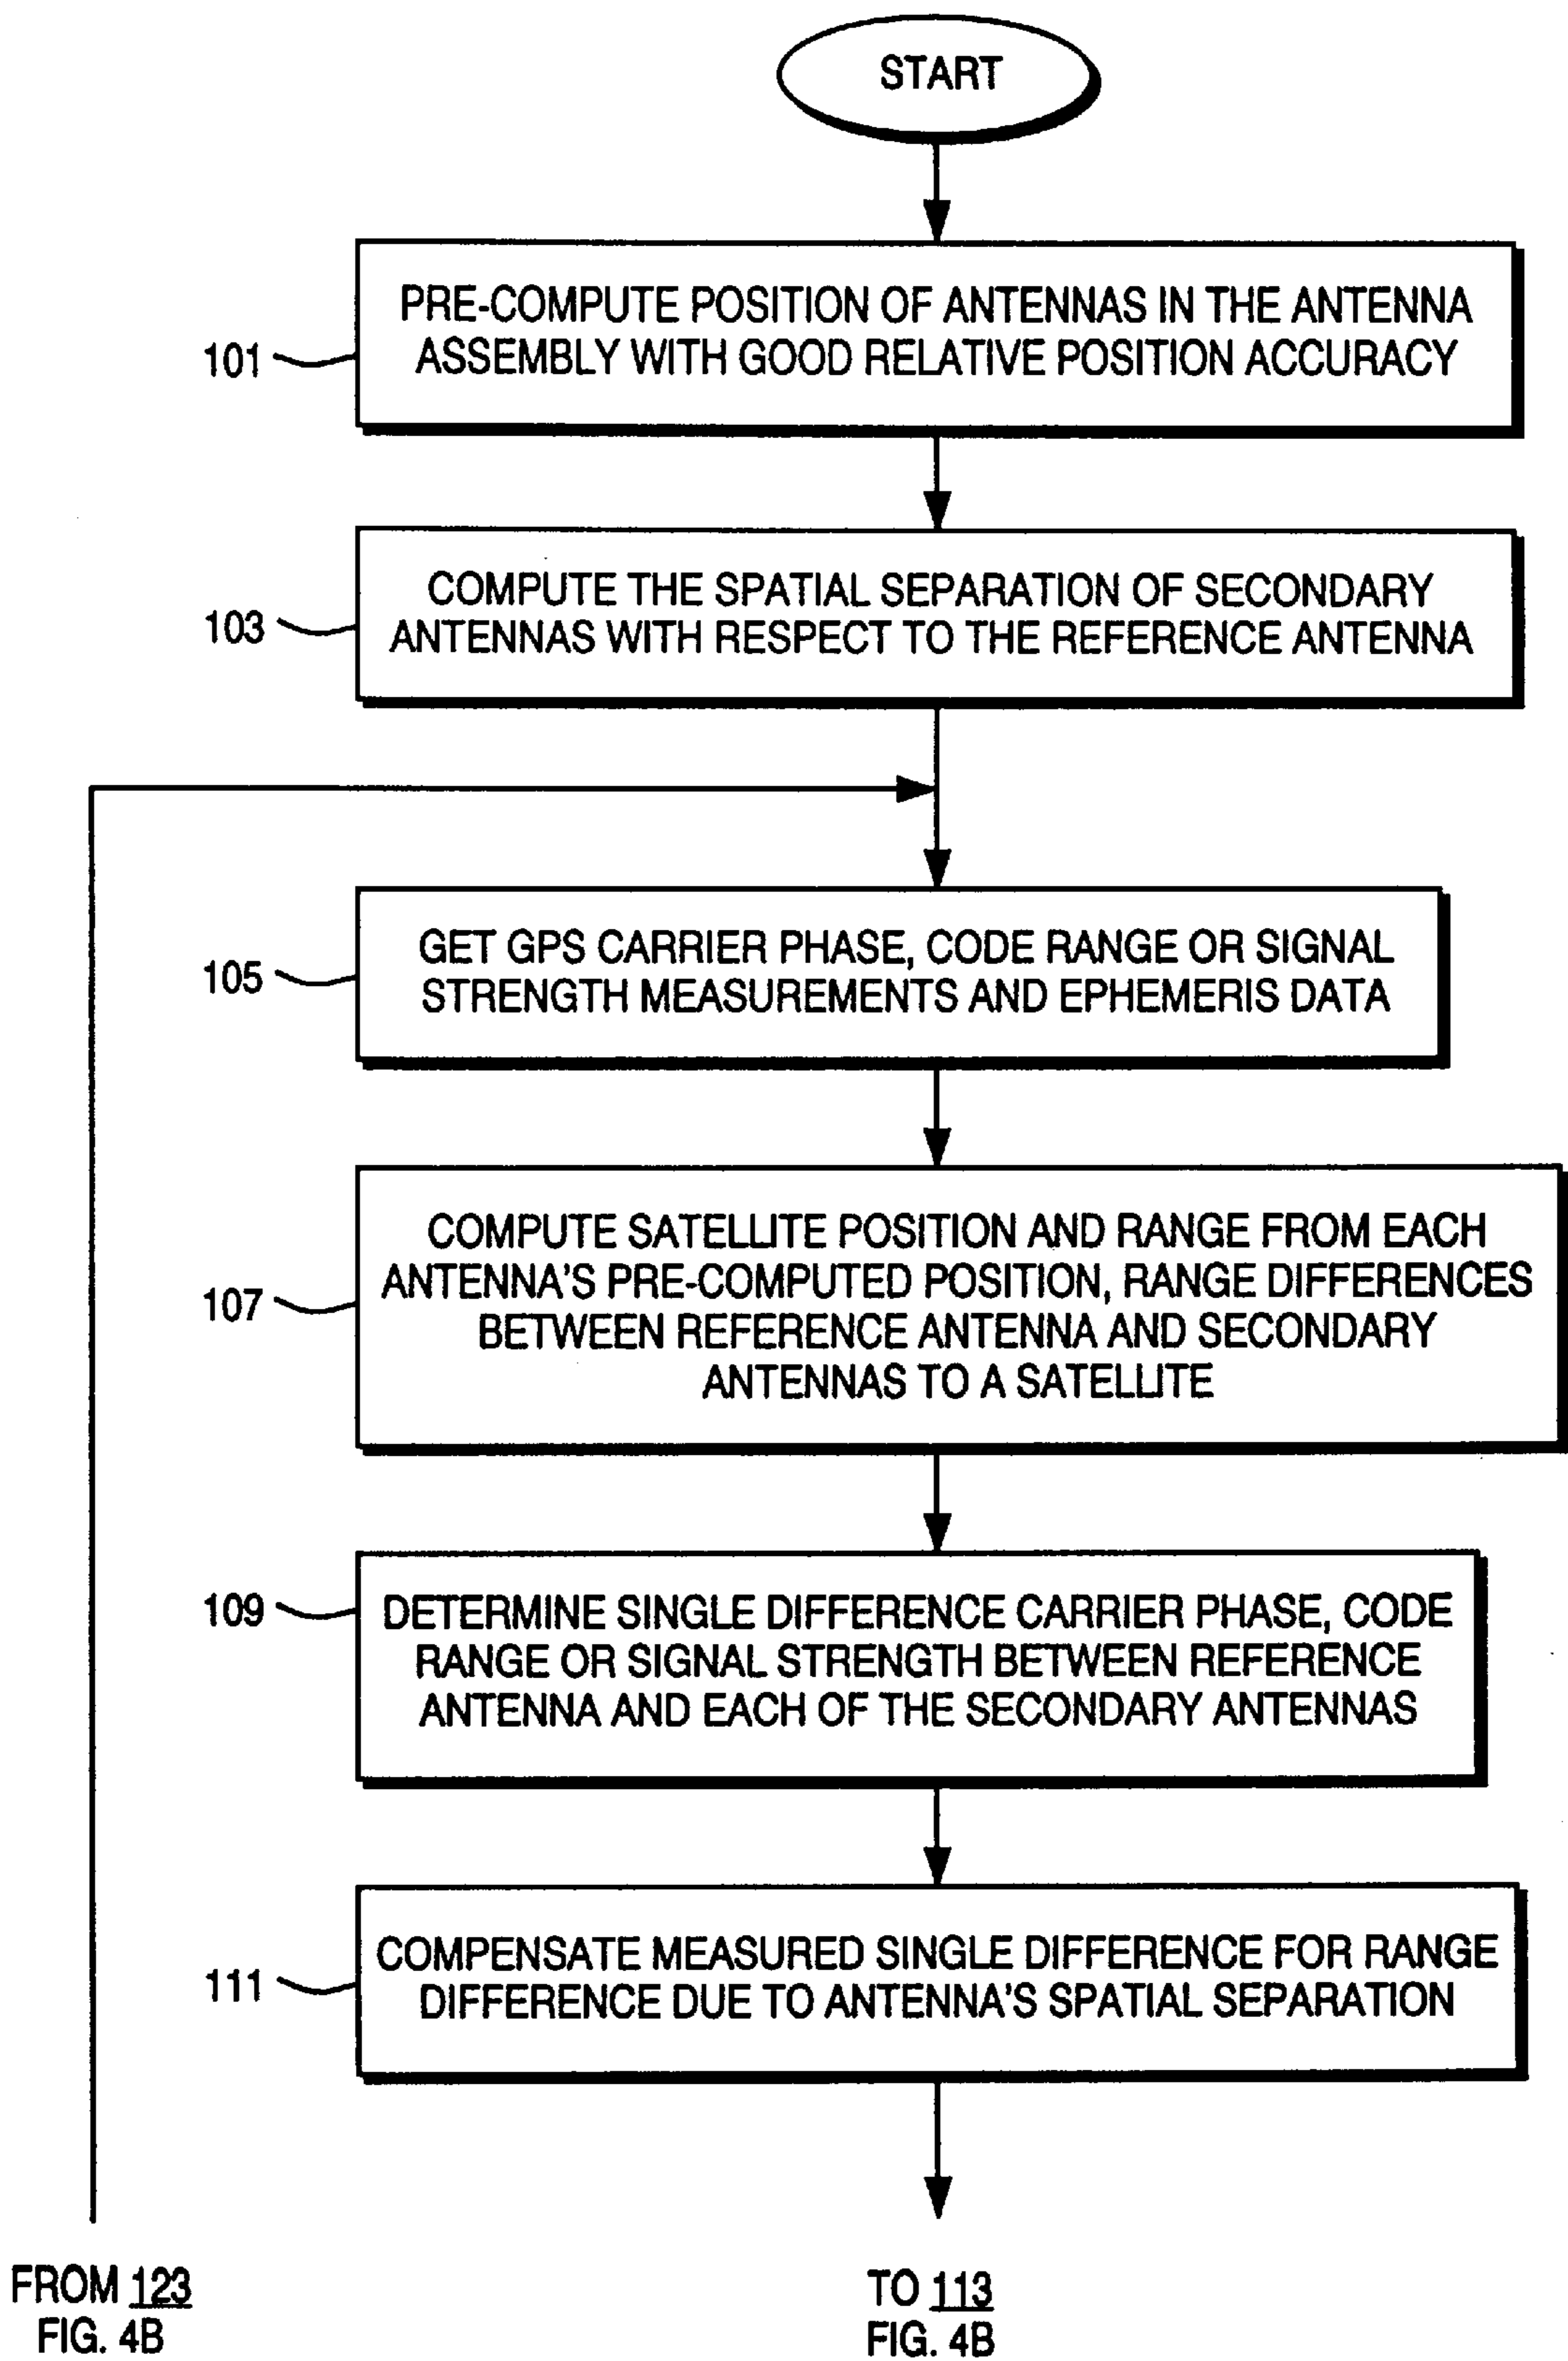 START
PRE-COMPUTE POSITION OF ANTENNAS IN THE ANTENNA
ASSEMBLY WITH GOOD RELATIVE POSITION ACCURACY
101
COMPUTE THE SPATIAL SEPARATION OF SECONDARY
ANTENNAS WITH RESPECT TO THE REFERENCE ANTENNA
103
GET GPS CARRIER PHASE, CODE RANGE OR SIGNAL
STRENGTH MEASUREMENTS AND EPHEMERIS DATA
105
COMPUTE SATELLITE POSITION AND RANGE FROM EACH
ANTENNA'S PRE-COMPUTED POSITION, RANGE DIFFERENCES
BETWEEN REFERENCE ANTENNA AND SECONDARY
ANTENNAS TO A SATELLITE
107
DETERMINE SINGLE DIFFERENCE CARRIER PHASE, CODE
RANGE OR SIGNAL STRENGTH BETWEEN REFERENCE
ANTENNA AND EACH OF THE SECONDARY ANTENNAS
109
COMPENSATE MEASURED SINGLE DIFFERENCE FOR RANGE
DIFFERENCE DUE TO ANTENNA'S SPATIAL SEPARATION
111
FROM 123
FIG. 4B
TO 113
FIG. 4B